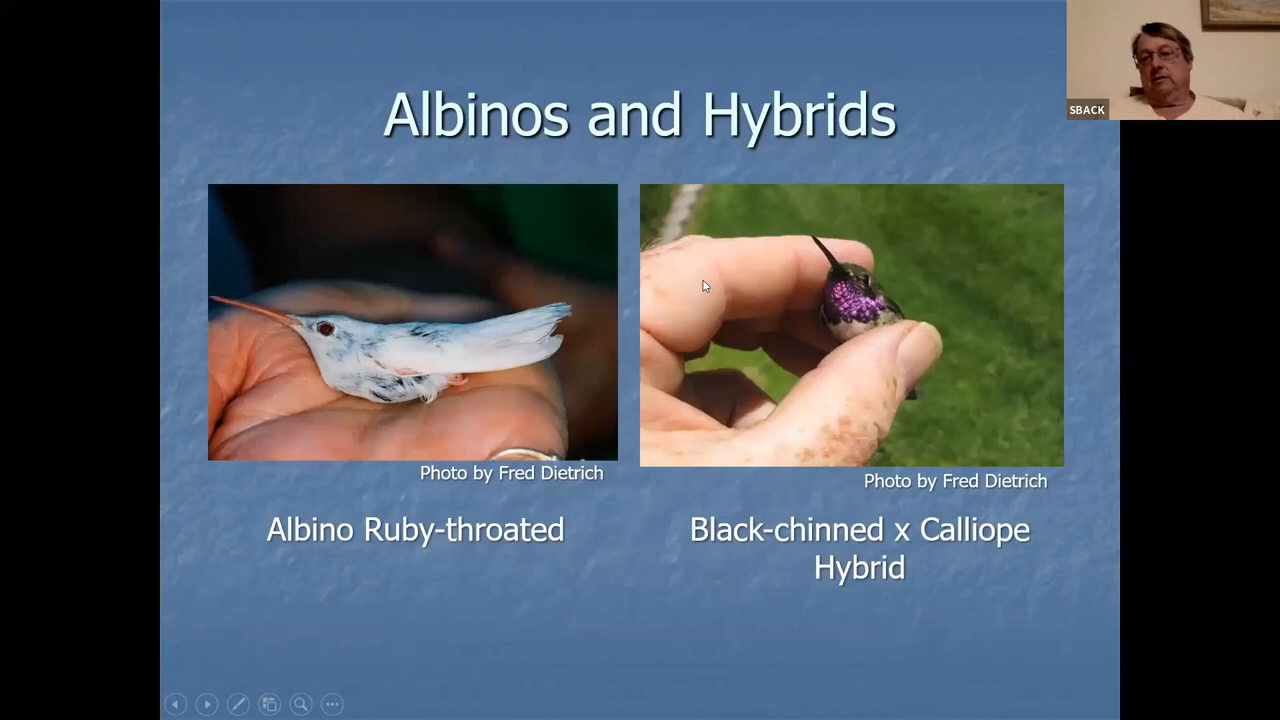 SBACK
Albinos and Hybrids
Photo by Fred Dietrich
Photo by Fred Dietrich
Albino Ruby-throated
Black-chinned x Calliope
Hybrid